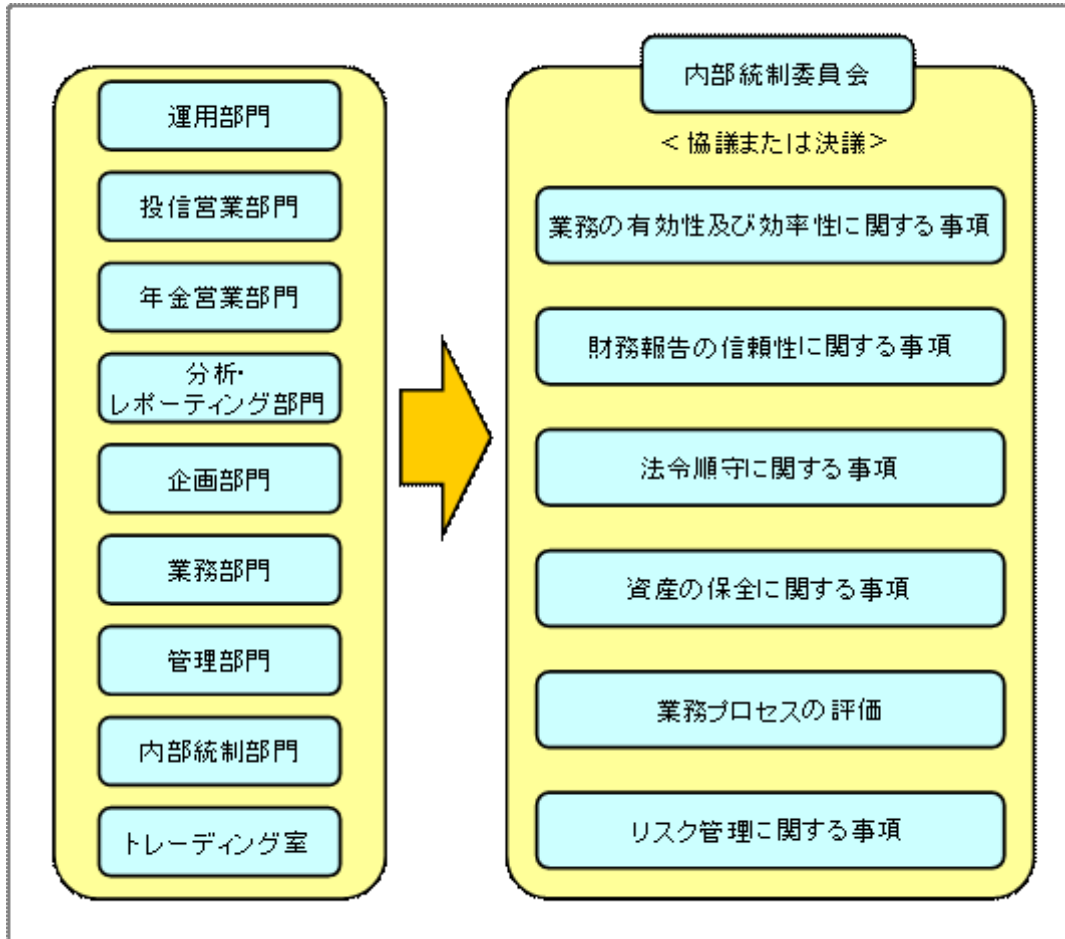 運用部門
投信営業部門
年金営業部門
分析・
レポーティング部門
企画部門
業務部門
管理部門
内部統制部門
トレーディング室
内部統制委員会
＜協議または決議＞
業務の有効性及び効率性に関する事項
財務報告の信頼性に関する事項
法令順守に関する事項
資産の保全に関する事項
業務プロセスの評価
リスク管理に関する事項